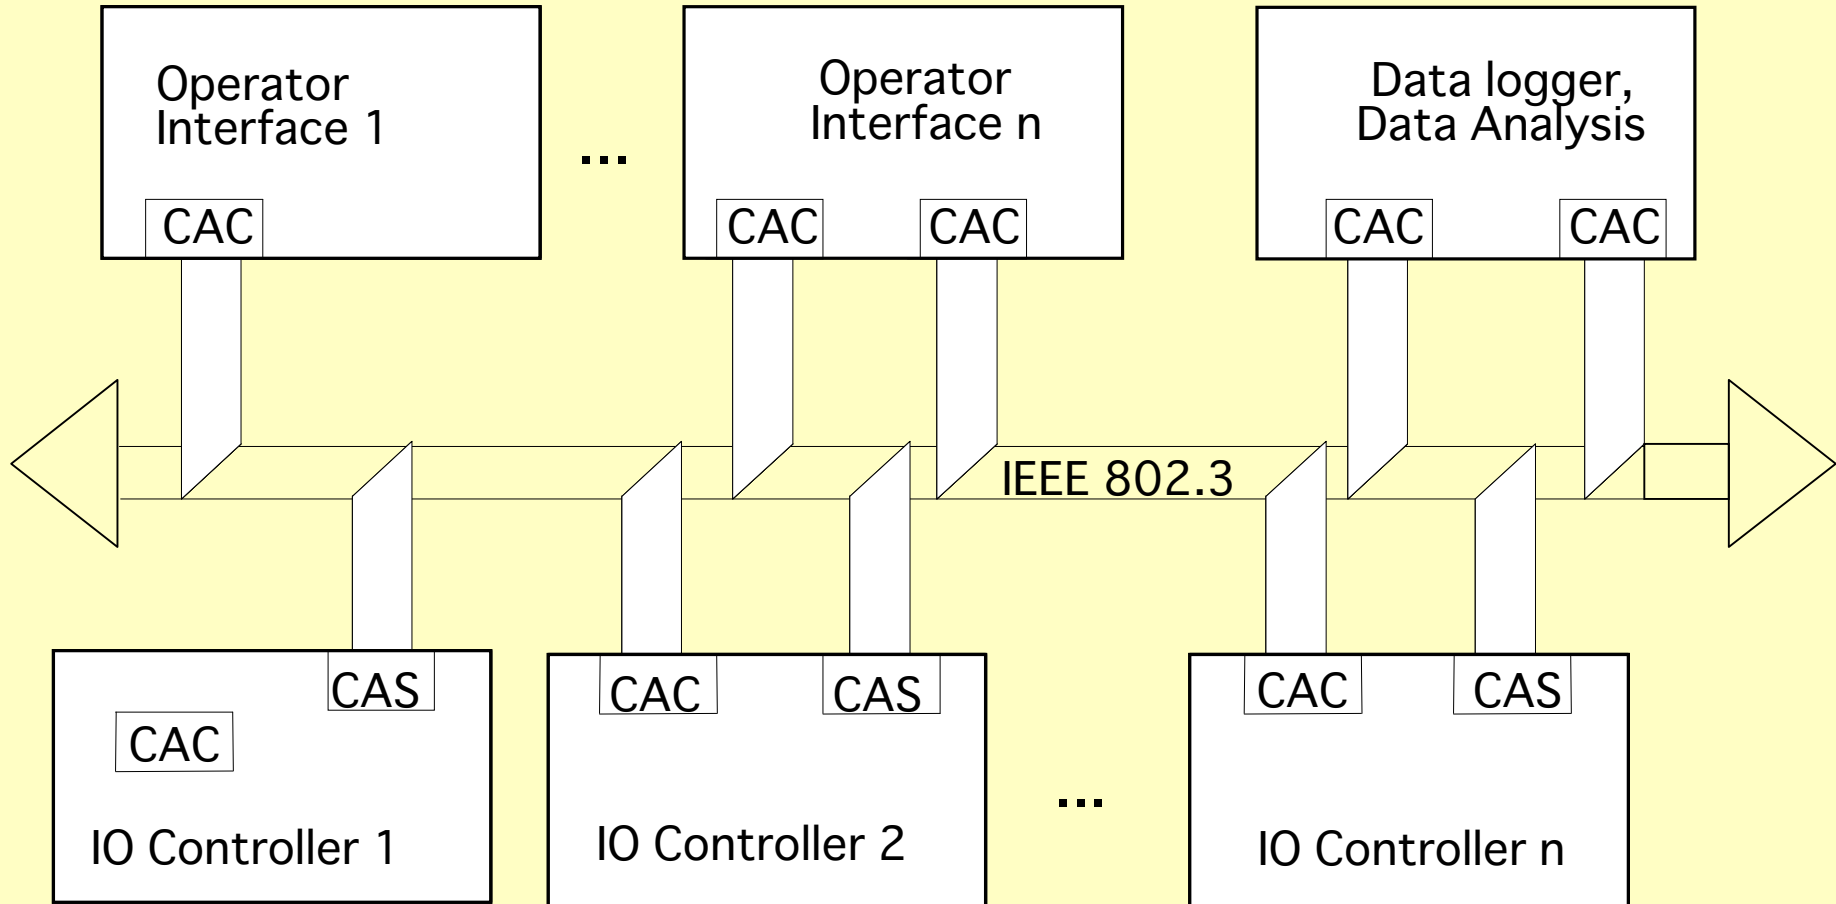 Operator
Interface 1
CAC
...
Operator
Interface n
CAC CAC
Data logger,
Data Analysis
CAC CAC
IEEE 802.3
CAS
CAC
IO Controller 1
CAC CAS
IO Controller 2
...
CAC CAS
IO Controller n